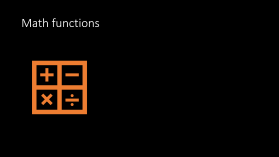 Math functions
+ −
× ÷